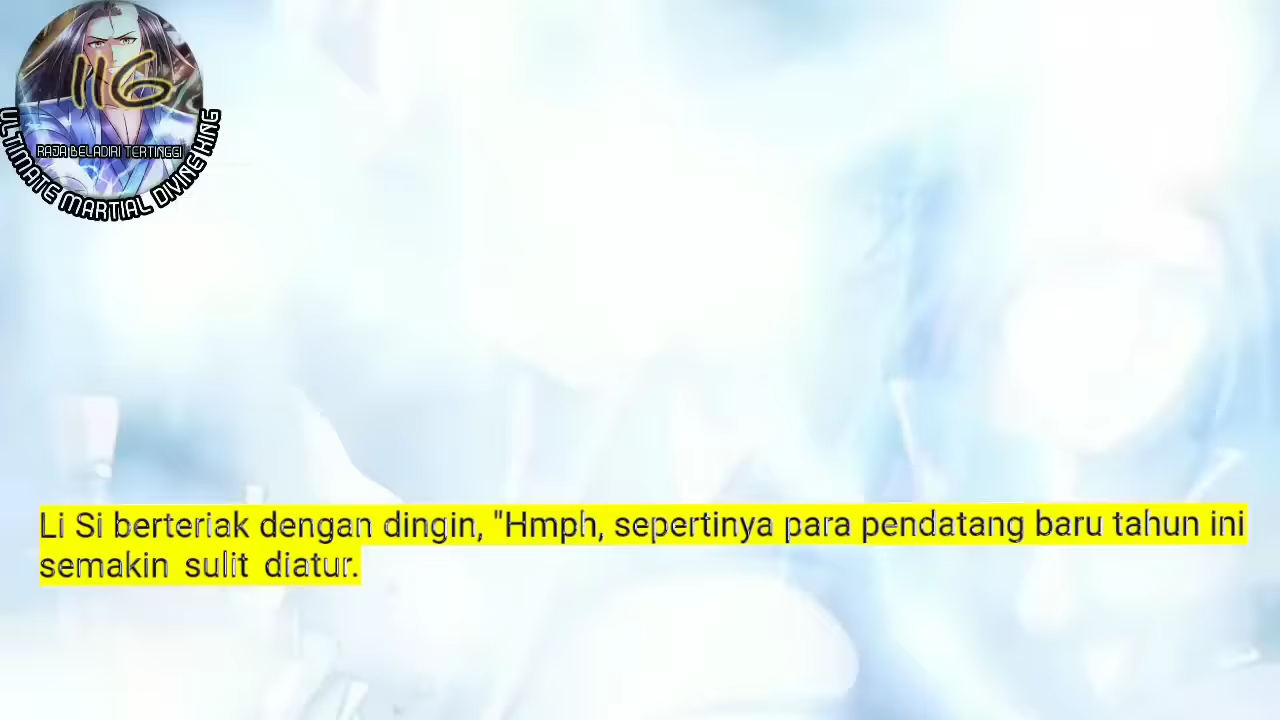 116
RAJA BELADIRI TERTINGGI
ULTIMATE MARTIAL DIVINE KING
Li Si berteriak dengan dingin, "Hmph, sepertinya para pendatang baru tahun ini
semakin sulit diatur.